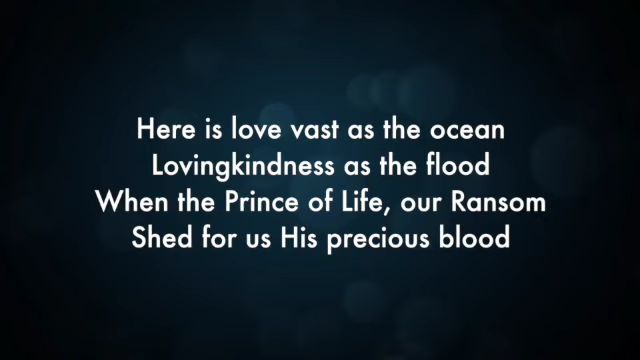 Here is love vast as the ocean
Lovingkindness as the flood
When the Prince of Life, our Ransom
Shed for us His precious blood